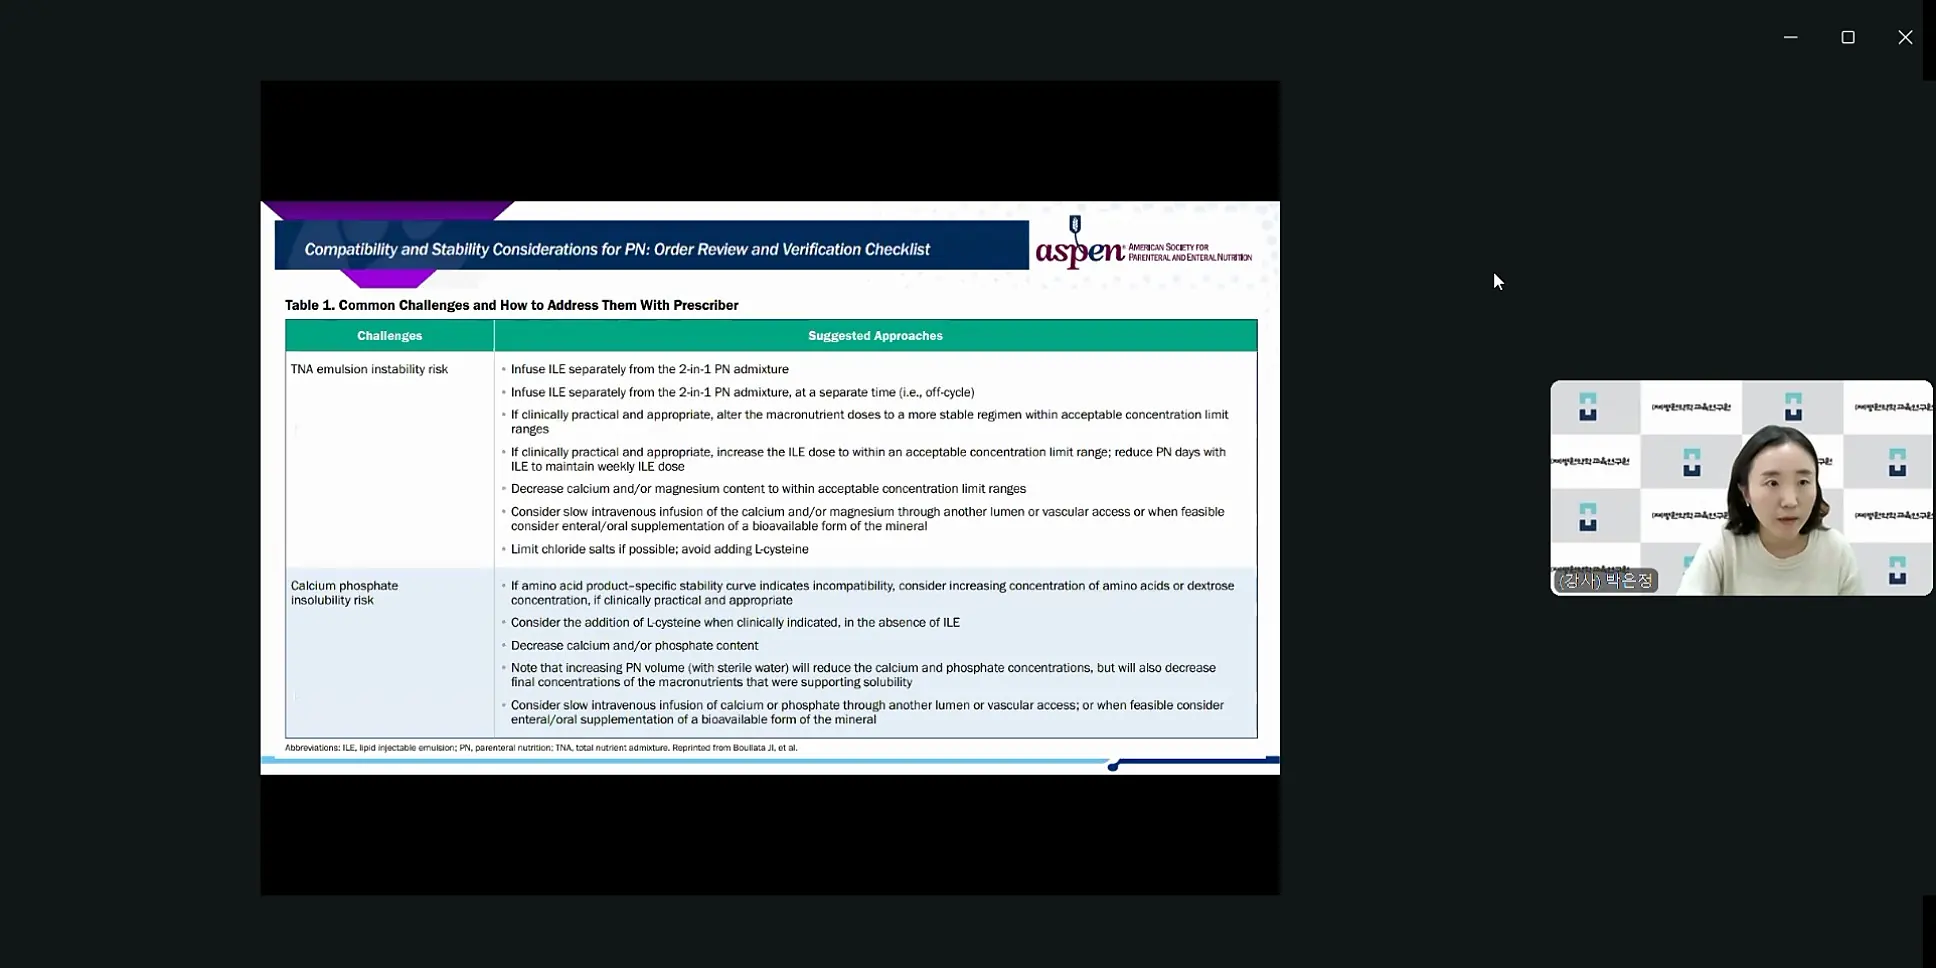 Compatibility and Stability Considerations for PN: Order Review and Verification Checklist
aspen
AMERICAN SOCIETY FOR
PARENTERAL AND ENTERAL NUTRITION
Table 1. Common Challenges and How to Address Them With Prescriber
Challenges
Suggested Approaches
TNA emulsion instability risk
• Infuse ILE separately from the 2-in-1 PN admixture
• Infuse ILE separately from the 2-in-1 PN admixture, at a separate time (i.e., off-cycle)
• If clinically practical and appropriate, alter the macronutrient doses to a more stable regimen within acceptable concentration limit
ranges
• If clinically practical and appropriate, increase the ILE dose to within an acceptable concentration limit range; reduce PN days with
ILE to maintain weekly ILE dose
• Decrease calcium and/or magnesium content to within acceptable concentration limit ranges
• Consider slow intravenous infusion of the calcium and/or magnesium through another lumen or vascular access or when feasible
consider enteral/oral supplementation of a bioavailable form of the mineral
• Limit chloride salts if possible; avoid adding L-cysteine
Calcium phosphate
insolubility risk
• If amino acid product–specific stability curve indicates incompatibility, consider increasing concentration of amino acids or dextrose
concentration, if clinically practical and appropriate
• Consider the addition of L-cysteine when clinically indicated, in the absence of ILE
• Decrease calcium and/or phosphate content
• Note that increasing PN volume (with sterile water) will reduce the calcium and phosphate concentrations, but will also decrease
final concentrations of the macronutrients that were supporting solubility
• Consider slow intravenous infusion of calcium or phosphate through another lumen or vascular access; or when feasible consider
enteral/oral supplementation of a bioavailable form of the mineral
Abbreviations: ILE, lipid injectable emulsion; PN, parenteral nutrition; TNA, total nutrient admixture. Reprinted from Boullata JI, et al.
(재)병원약학교육연구원
(강사) 박은정